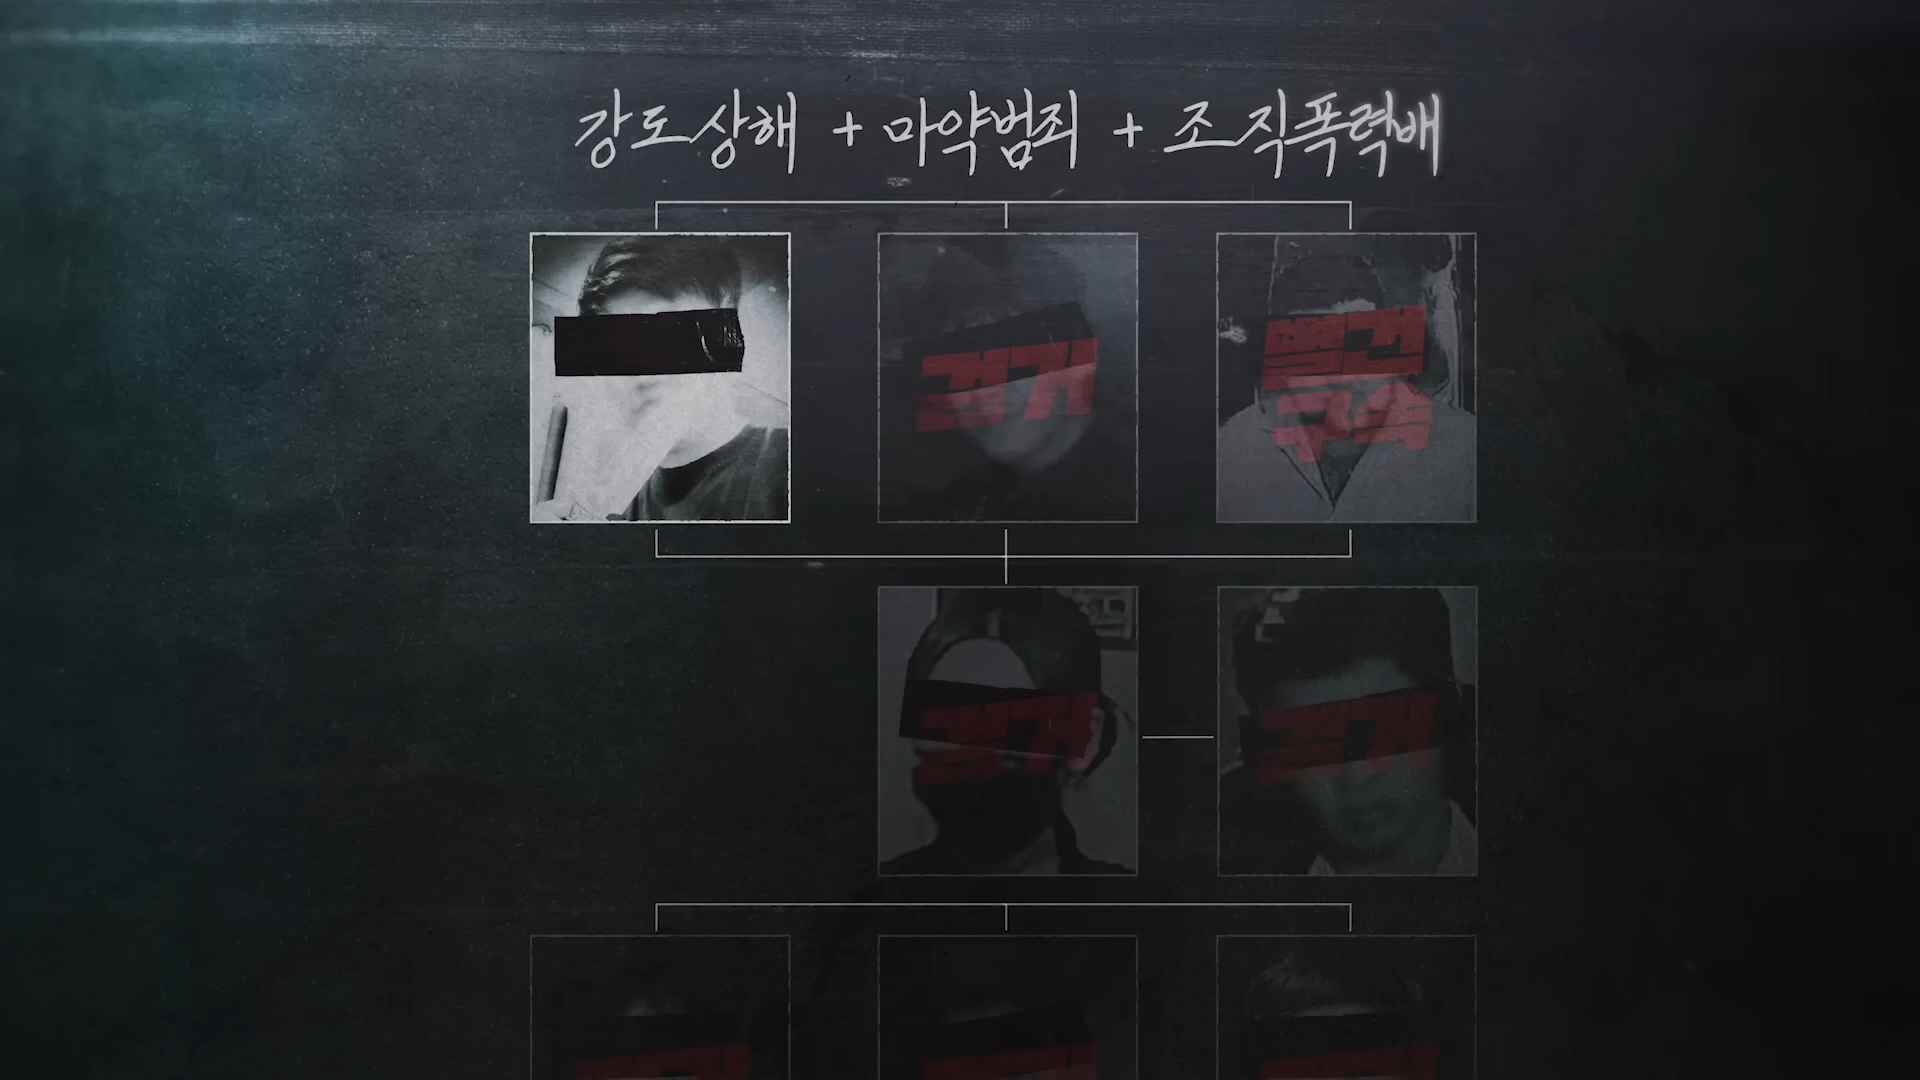 강도상해 + 마약범죄 + 조직폭력배
검거
별건
구속
검거
검거